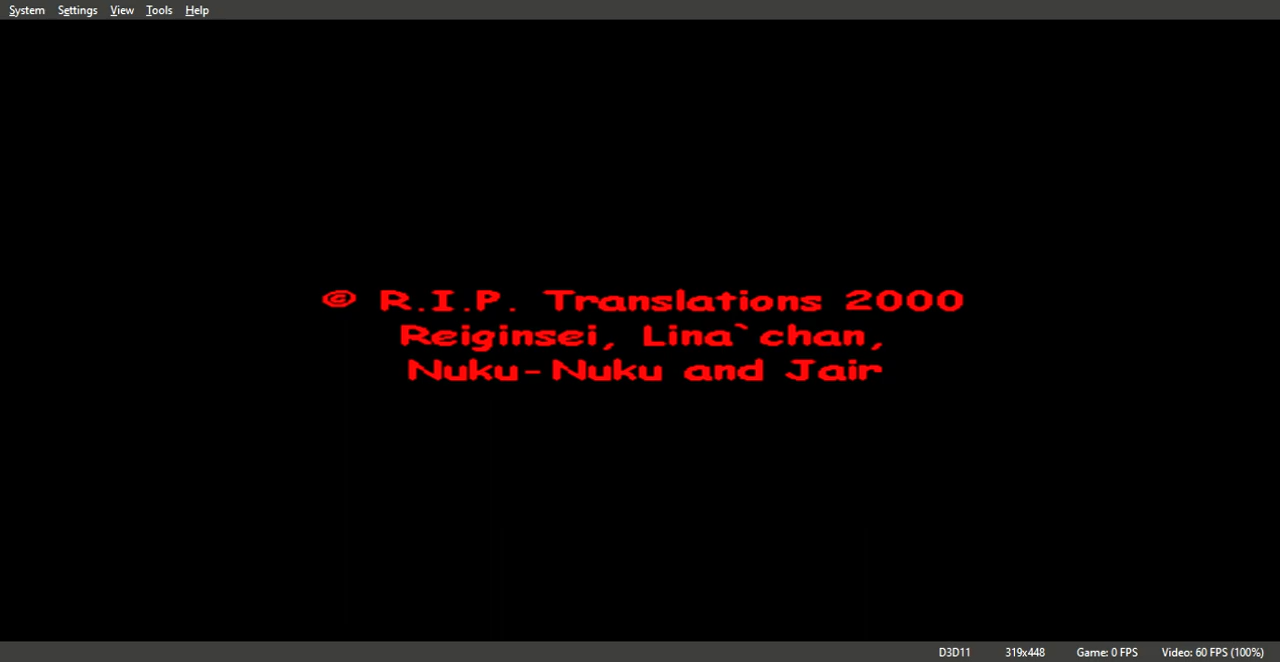 System Settings View Tools Help
© R.I.P. Translations 2000
Reiginsei, Lina`chan,
Nuku-Nuku and Jair
D3D11 319x448 Game: 0 FPS Video: 60 FPS (100%)